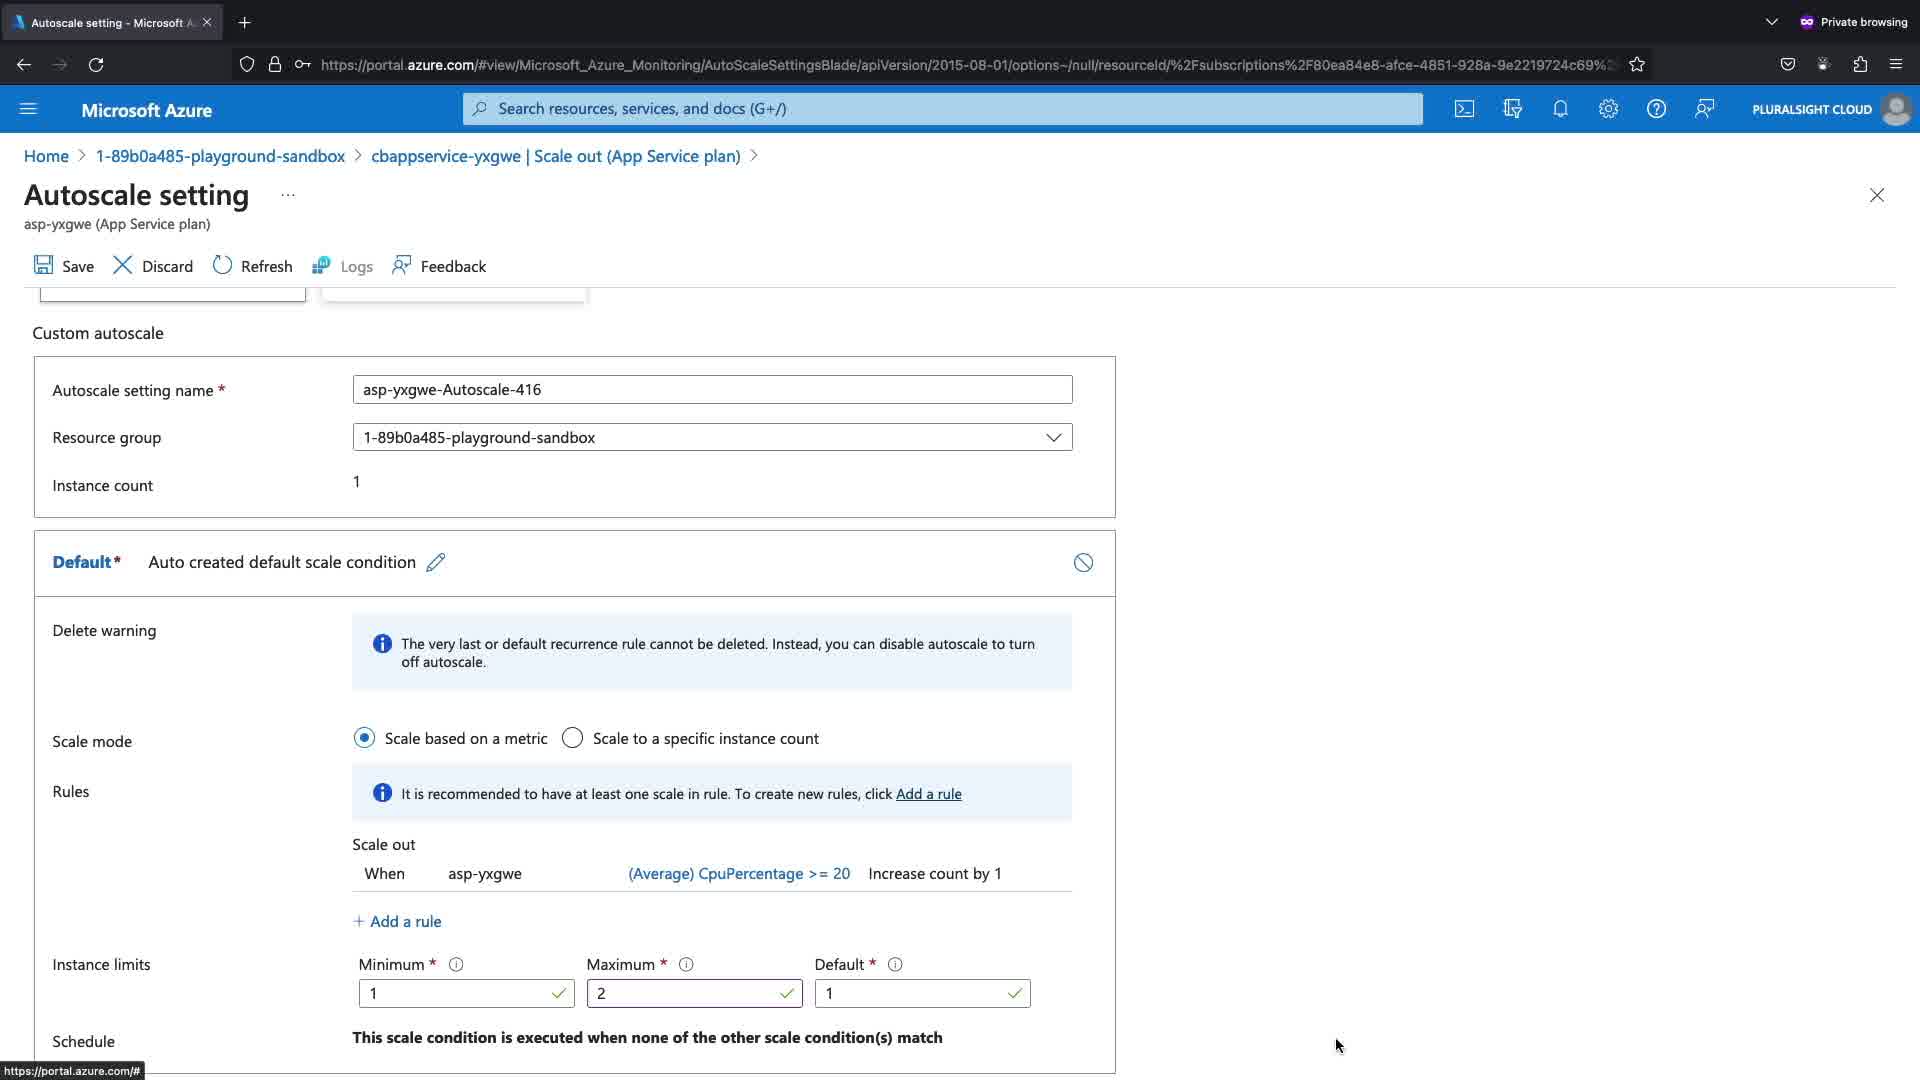 Autoscale setting - Microsoft A
Private browsing
https://portal.azure.com/#view/Microsoft_Azure_Monitoring/AutoScaleSettingsBlade/apiVersion/2015-08-01/options~/null/resourceId/%2Fsubscriptions%2F80ea84e8-afce-4851-928a-9e2219724c69%2
Microsoft Azure
Search resources, services, and docs (G+/)
PLURALSIGHT CLOUD
Home > 1-89b0a485-playground-sandbox > cbappservice-yxgwe | Scale out (App Service plan) >
Autoscale setting ...
asp-yxgwe (App Service plan)
Save Discard Refresh Logs Feedback
Custom autoscale
Autoscale setting name * asp-yxgwe-Autoscale-416
Resource group 1-89b0a485-playground-sandbox
Instance count 1
Default* Auto created default scale condition
Delete warning
The very last or default recurrence rule cannot be deleted. Instead, you can disable autoscale to turn
off autoscale.
Scale mode Scale based on a metric Scale to a specific instance count
Rules It is recommended to have at least one scale in rule. To create new rules, click Add a rule
Scale out
When asp-yxgwe (Average) CpuPercentage >= 20 Increase count by 1
+ Add a rule
Instance limits Minimum * Maximum * Default *
1 2 1
Schedule This scale condition is executed when none of the other scale condition(s) match
https://portal.azure.com/#